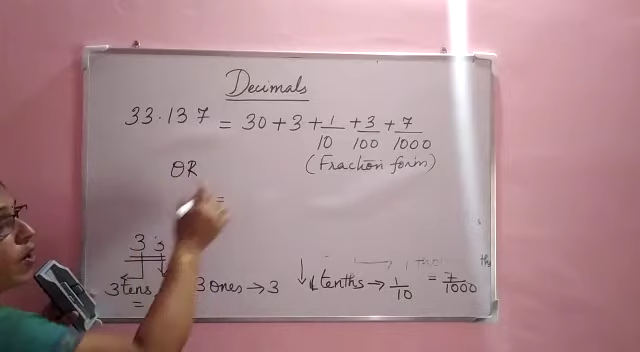 Decimals
33.137 = 30 + 3 + 1/10 + 3/100 + 7/1000
OR (Fraction form)
=
3 3
3 tens 3 Ones → 3 ↓ 1 tenths → 1/10 = 7/1000
=